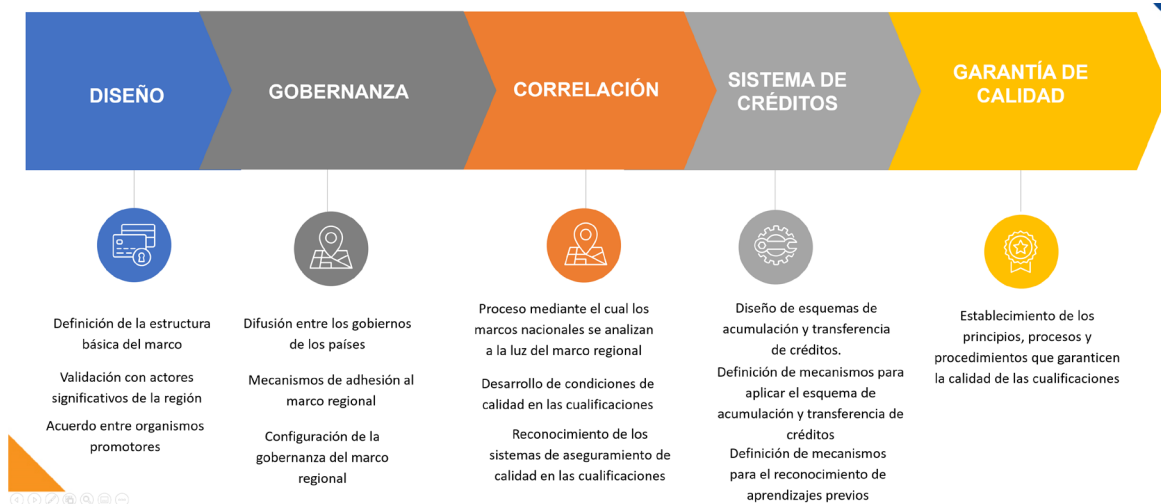 DISEÑO
GOBERNANZA
CORRELACIÓN
SISTEMA DE
CRÉDITOS
GARANTÍA DE
CALIDAD
Definición de la estructura
básica del marco
Validación con actores
significativos de la región
Acuerdo entre organismos
promotores
Difusión entre los gobiernos
de los países
Mecanismos de adhesión al
marco regional
Configuración de la
gobernanza del marco
regional
Proceso mediante el cual los
marcos nacionales se analizan
a la luz del marco regional
Desarrollo de condiciones de
calidad en las cualificaciones
Reconocimiento de los
sistemas de aseguramiento de
calidad en las cualificaciones
Diseño de esquemas de
acumulación y transferencia
de créditos.
Definición de mecanismos para
aplicar el esquema de
acumulación y transferencia de
créditos
Definición de mecanismos
para el reconocimiento de
aprendizajes previos
Establecimiento de los
principios, procesos y
procedimientos que garanticen
la calidad de las cualificaciones